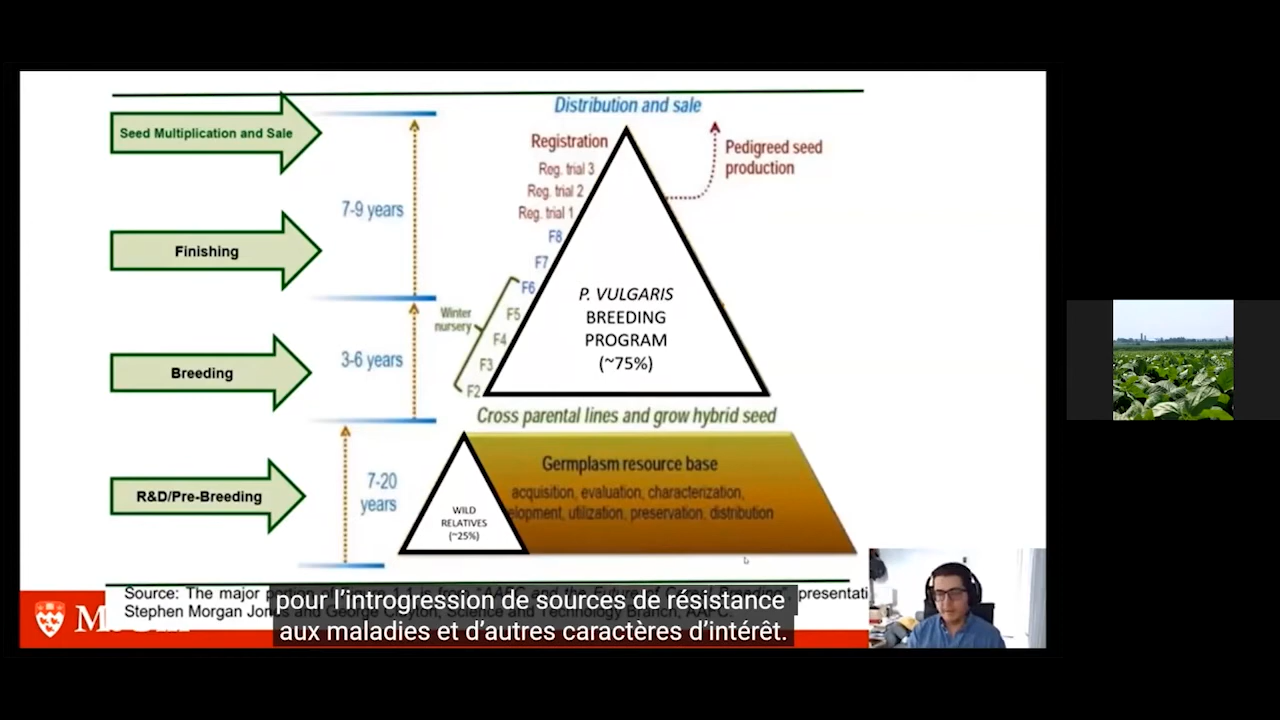 Distribution and sale
Seed Multiplication and Sale
Registration
Pedigreed seed
production
Reg. trial 3
Reg. trial 2
7-9 years
Reg. trial 1
F8
Finishing
F7
F6
P. VULGARIS
BREEDING
PROGRAM
(~75%)
Winter
nursery
F5
F4
3-6 years
F3
Breeding
F2
Cross parental lines and grow hybrid seed
Germplasm resource base
7-20
years
acquisition, evaluation, characterization,
utilization, preservation, distribution
R&D/Pre-Breeding
WILD
RELATIVES
(~25%)
Source: The major
Stephen Morgan
pour l'introgression de sources de résistance
aux maladies et d'autres caractères d'intérêt.